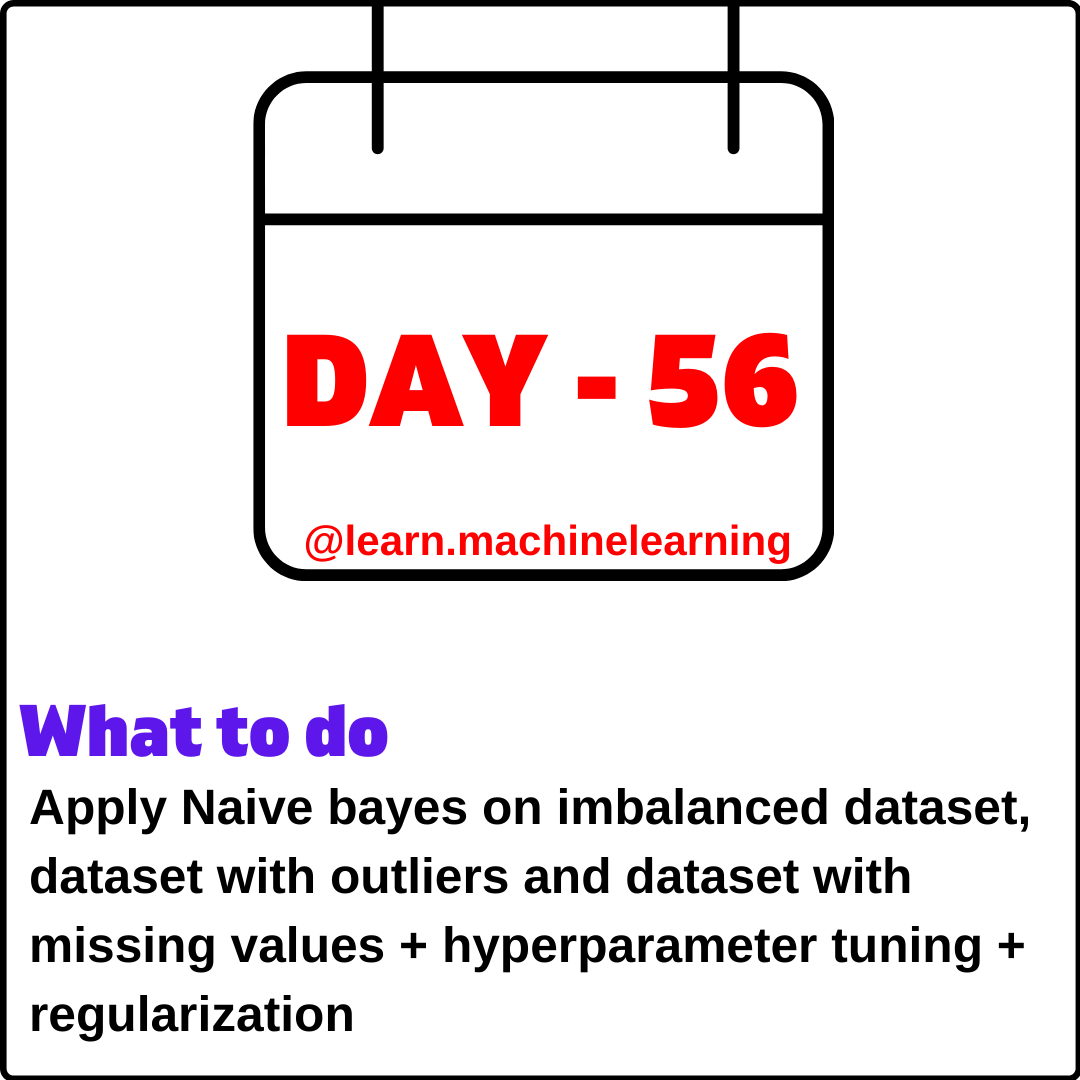 DAY - 56
@learn.machinelearning
What to do
Apply Naive bayes on imbalanced dataset,
dataset with outliers and dataset with
missing values + hyperparameter tuning +
regularization